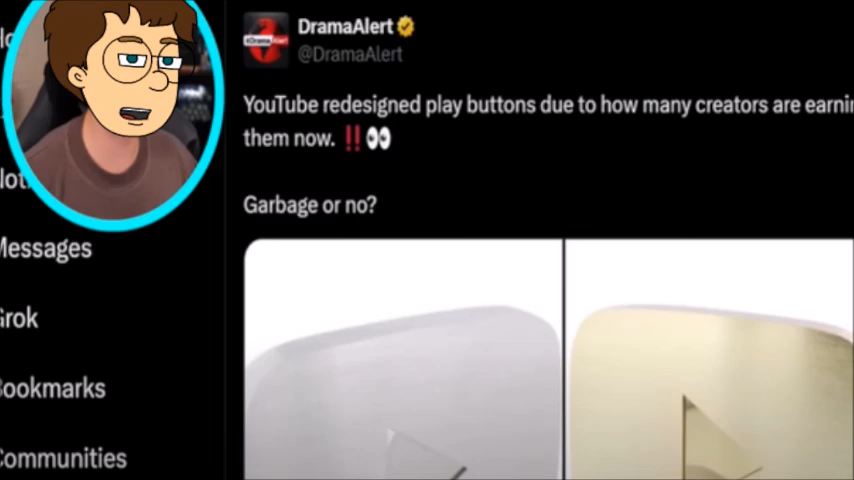 DramaAlert
@DramaAlert
YouTube redesigned play buttons due to how many creators are earnin
them now. ‼️👀
Garbage or no?
Messages
Grok
Bookmarks
Communities